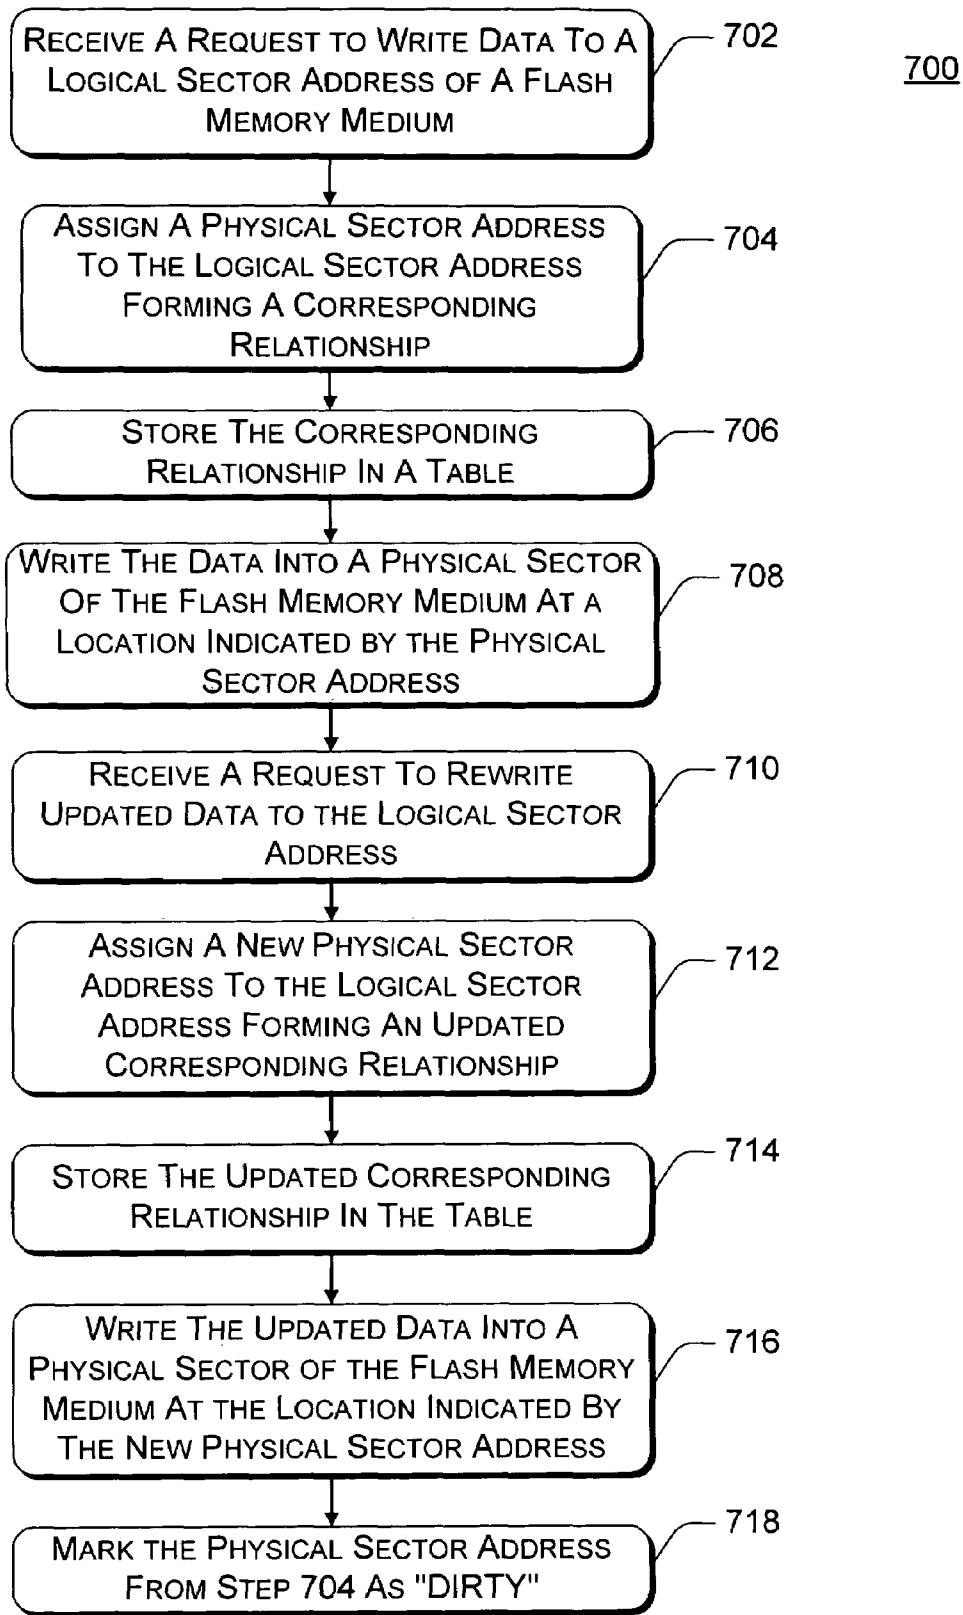 RECEIVE A REQUEST TO WRITE DATA TO A
LOGICAL SECTOR ADDRESS OF A FLASH
MEMORY MEDIUM
702
700
ASSIGN A PHYSICAL SECTOR ADDRESS
TO THE LOGICAL SECTOR ADDRESS
FORMING A CORRESPONDING
RELATIONSHIP
704
STORE THE CORRESPONDING
RELATIONSHIP IN A TABLE
706
WRITE THE DATA INTO A PHYSICAL SECTOR
OF THE FLASH MEMORY MEDIUM AT A
LOCATION INDICATED BY THE PHYSICAL
SECTOR ADDRESS
708
RECEIVE A REQUEST TO REWRITE
UPDATED DATA TO THE LOGICAL SECTOR
ADDRESS
710
ASSIGN A NEW PHYSICAL SECTOR
ADDRESS TO THE LOGICAL SECTOR
ADDRESS FORMING AN UPDATED
CORRESPONDING RELATIONSHIP
712
STORE THE UPDATED CORRESPONDING
RELATIONSHIP IN THE TABLE
714
WRITE THE UPDATED DATA INTO A
PHYSICAL SECTOR OF THE FLASH MEMORY
MEDIUM AT THE LOCATION INDICATED BY
THE NEW PHYSICAL SECTOR ADDRESS
716
MARK THE PHYSICAL SECTOR ADDRESS
FROM STEP 704 AS "DIRTY"
718